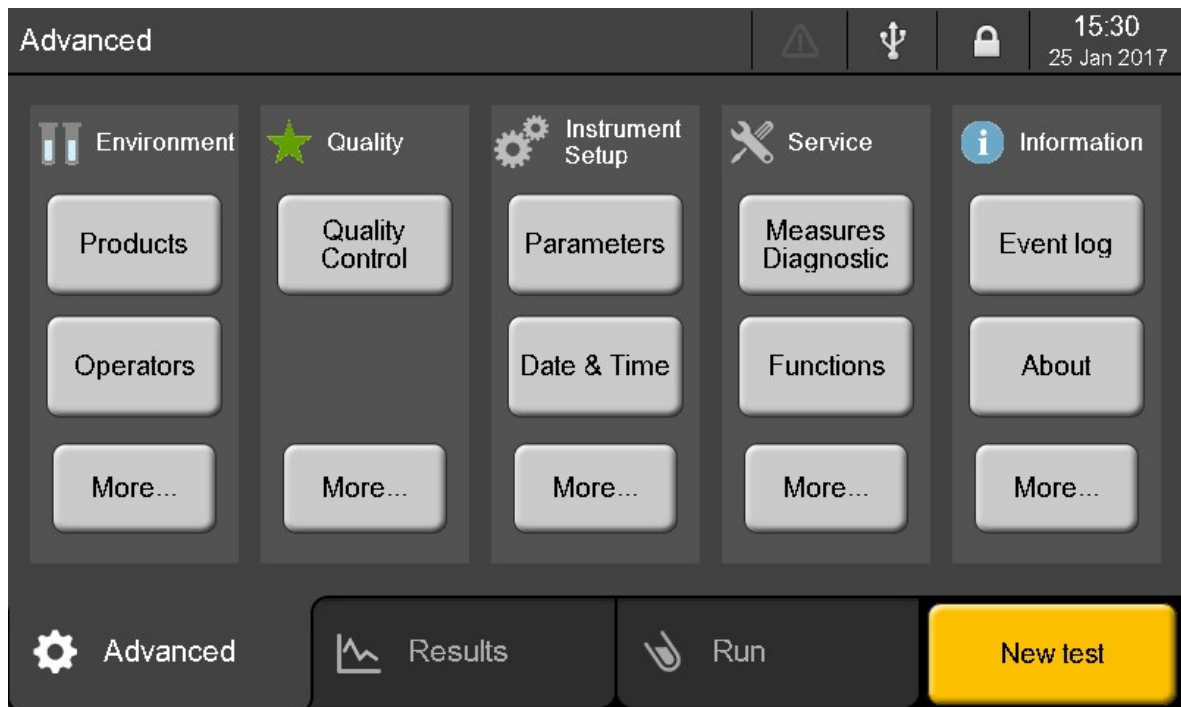 Advanced
15:30
25 Jan 2017
Environment
Products
Operators
More...
Quality
Quality
Control
More...
Instrument
Setup
Parameters
Date & Time
More...
Service
Measures
Diagnostic
Functions
More...
Information
Event log
About
More...
Advanced
Results
Run
New test